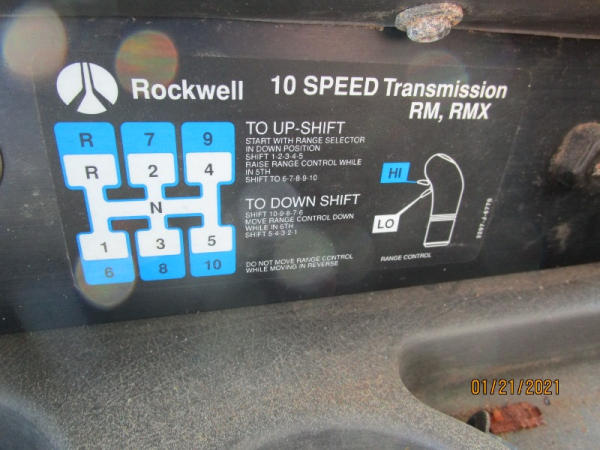 Rockwell 10 SPEED Transmission
RM, RMX
R 7 9
R 2 4
N
1 3 5
6 8 10
TO UP-SHIFT
START WITH RANGE SELECTOR
IN DOWN POSITION
SHIFT 1-2-3-4-5
RAISE RANGE CONTROL WHILE
IN 5TH
SHIFT TO 6-7-8-9-10
TO DOWN SHIFT
SHIFT 10-9-8-7-6
MOVE RANGE CONTROL DOWN
WHILE IN 6TH
SHIFT 5-4-3-2-1
DO NOT MOVE RANGE CONTROL
WHILE MOVING IN REVERSE
HI
LO
RANGE CONTROL
01/21/2021